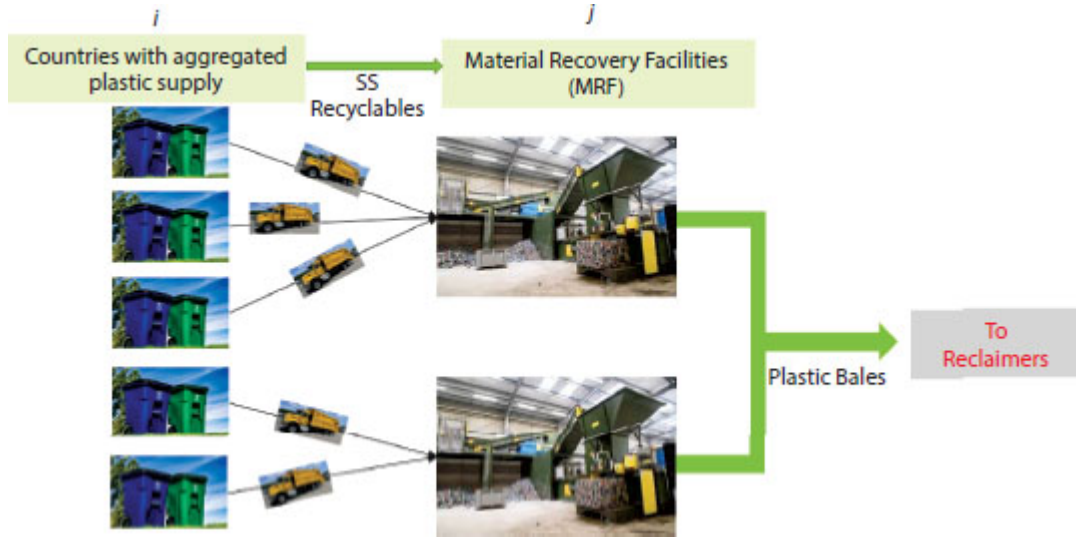 i
j
Countries with aggregated
plastic supply
SS
Recyclables
Material Recovery Facilities
(MRF)
To
Reclaimers
Plastic Bales